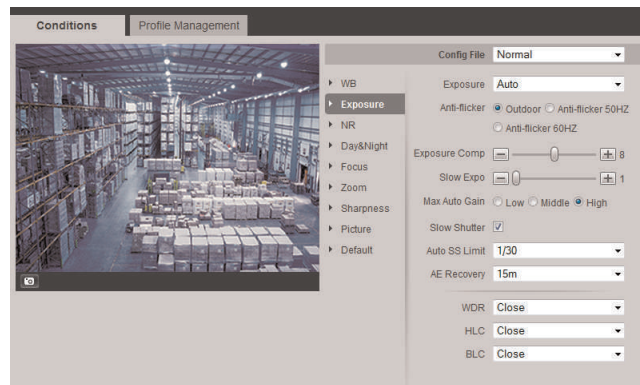 Conditions
Profile Management
Config File Normal
WB
Exposure
NR
Day&Night
Focus
Zoom
Sharpness
Picture
Default
Exposure Auto
Anti-flicker Outdoor Anti-flicker 50HZ
Anti-flicker 60HZ
Exposure Comp 8
Slow Expo 1
Max Auto Gain Low Middle High
Slow Shutter
Auto SS Limit 1/30
AE Recovery 15m
WDR Close
HLC Close
BLC Close